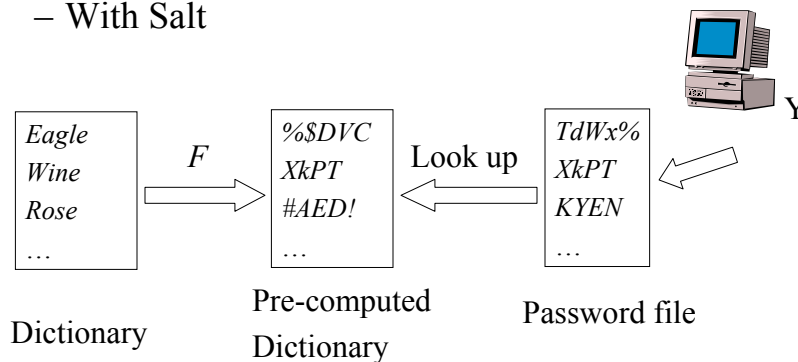 – With Salt
Y
Eagle
Wine
Rose
…
F
%$DVC
XkPT
#AED!
…
Look up
TdWx%
XkPT
KYEN
…
Dictionary
Pre-computed
Dictionary
Password file